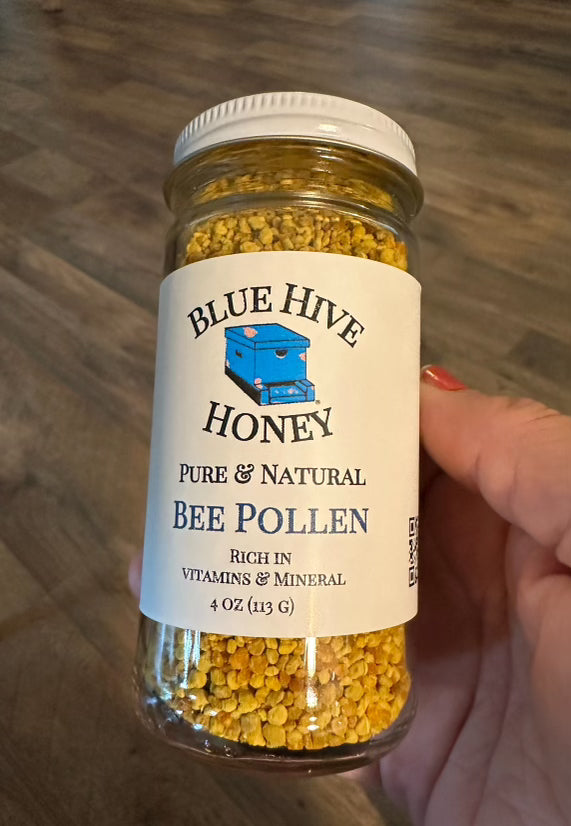 Blue Hive
Honey
Pure & Natural
Bee Pollen
Rich in
vitamins & Mineral
4 oz (113 g)